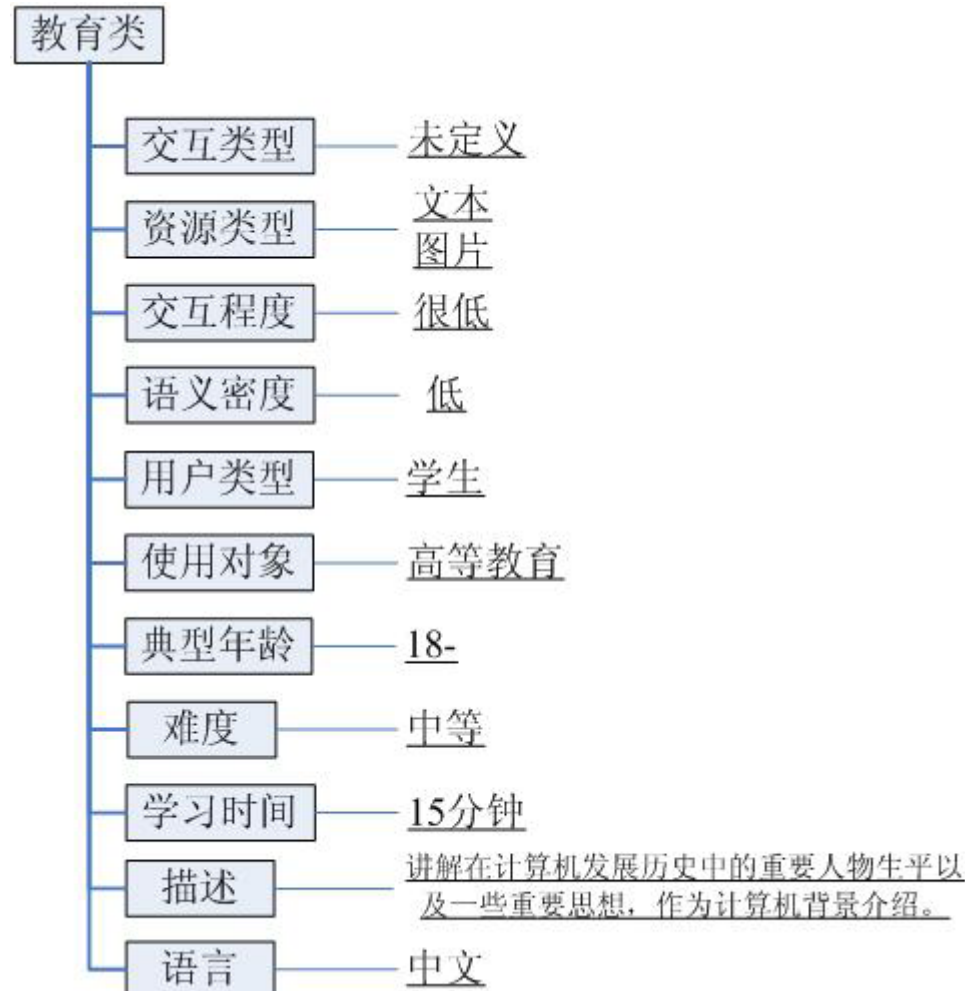 教育类
交互类型 未定义
资源类型 文本
图片
交互程度 很低
语义密度 低
用户类型 学生
使用对象 高等教育
典型年龄 18-
难度 中等
学习时间 15分钟
描述 讲解在计算机发展历史中的重要人物生平以
及一些重要思想，作为计算机背景介绍。
语言 中文